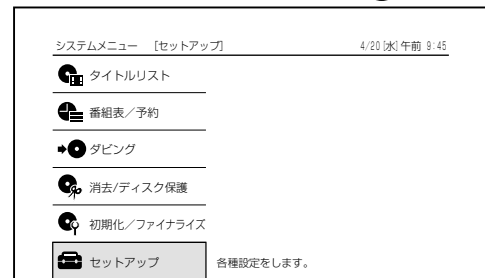 システムメニュー [セットアップ] 4/20[水]午前 9:45
タイトルリスト
番組表/予約
ダビング
消去/ディスク保護
初期化/ファイナライズ
セットアップ 各種設定をします。